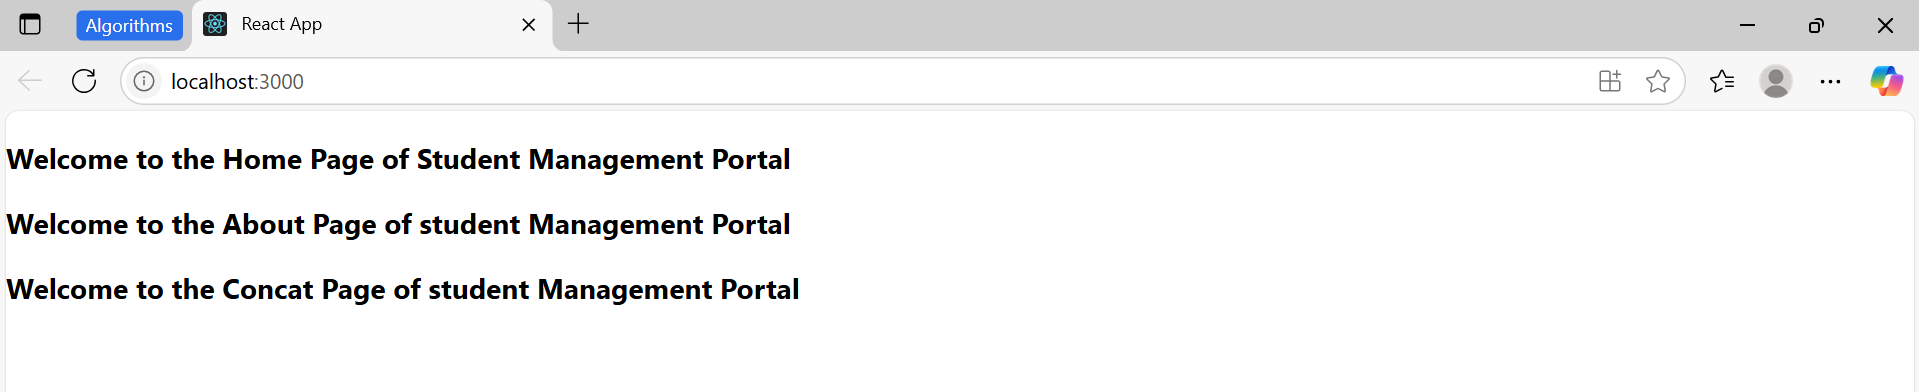 Algorithms
React App
localhost:3000
Welcome to the Home Page of Student Management Portal
Welcome to the About Page of student Management Portal
Welcome to the Concat Page of student Management Portal